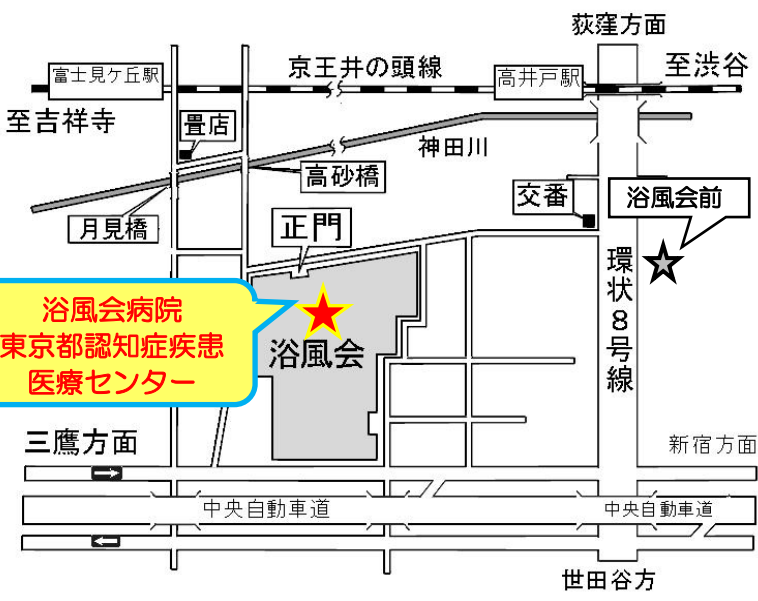 荻窪方面
富士見ケ丘駅
京王井の頭線
高井戸駅
至渋谷
至吉祥寺
畳店
神田川
高砂橋
交番
浴風会前
月見橋
正門
環状8号線
浴風会病院
東京都認知症疾患
医療センター
浴風会
三鷹方面
新宿方面
中央自動車道
中央自動車道
世田谷方